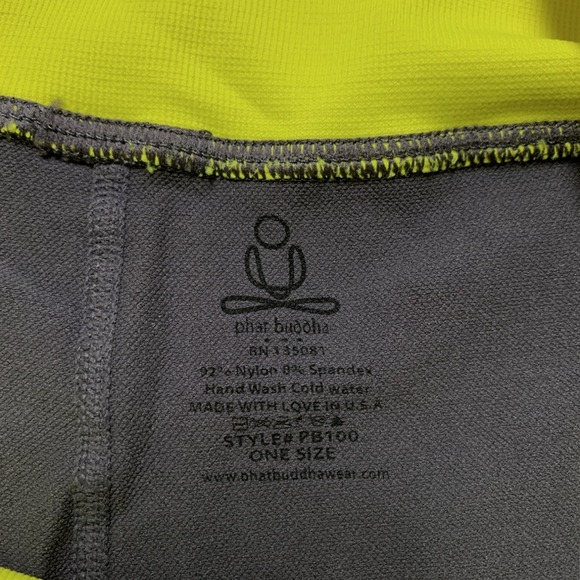 phat buddha
RN 135081
92% Nylon 8% Spandex
Hand Wash Cold water
MADE WITH LOVE IN U.S.A
STYLE# PB100
ONE SIZE
www.phatbuddhawear.com